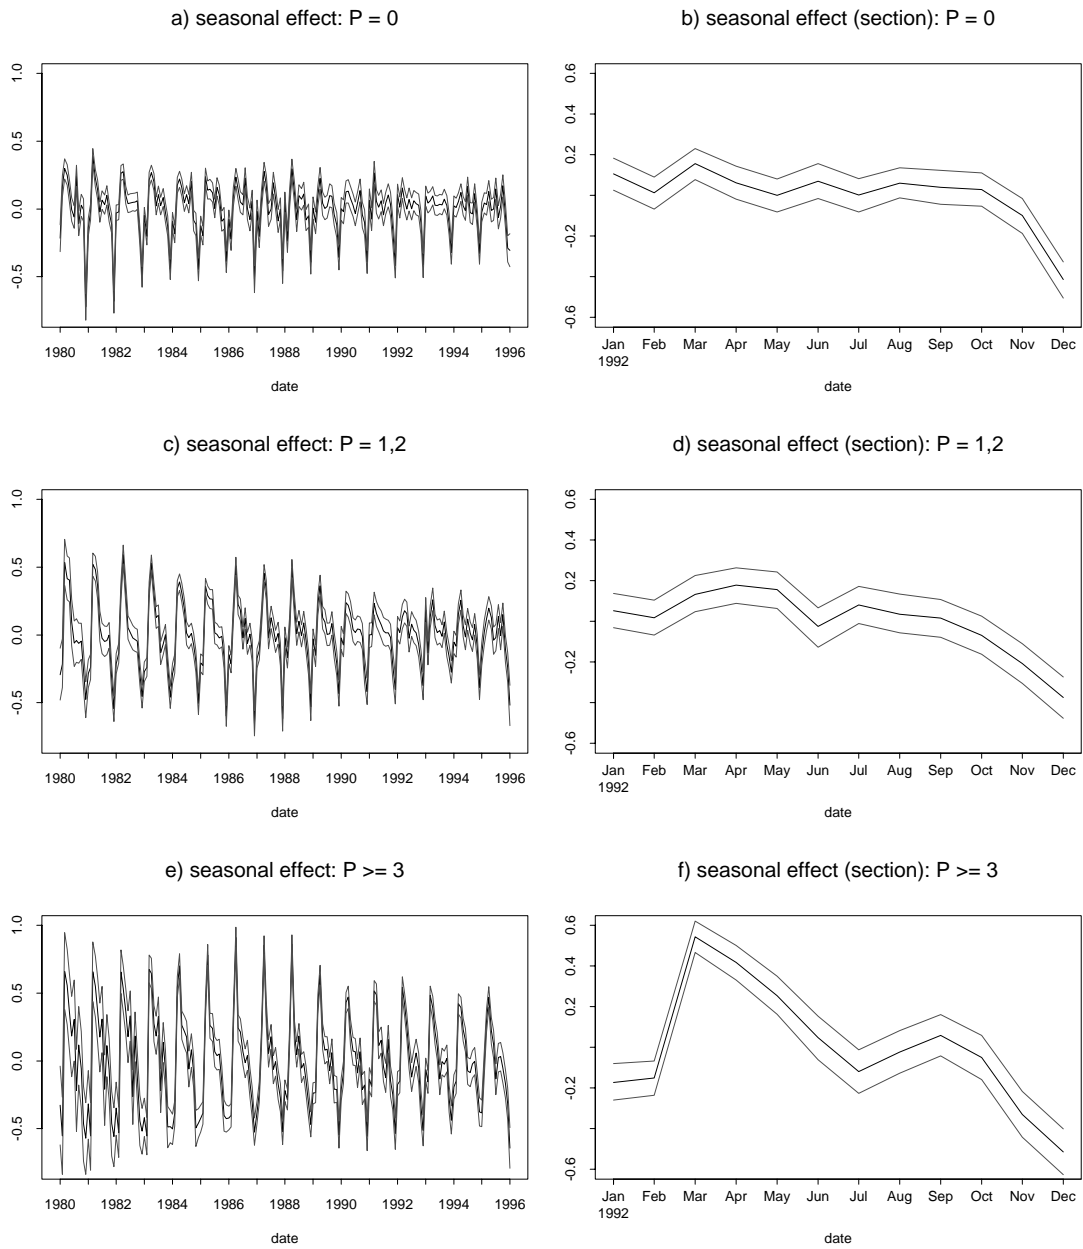 a) seasonal effect: P = 0
1.0
0.5
0.0
-0.5
1980 1982 1984 1986 1988 1990 1992 1994 1996
date
b) seasonal effect (section): P = 0
0.6
0.2
-0.2
-0.6
Jan Feb Mar Apr May Jun Jul Aug Sep Oct Nov Dec
1992
date
c) seasonal effect: P = 1,2
1.0
0.5
0.0
-0.5
1980 1982 1984 1986 1988 1990 1992 1994 1996
date
d) seasonal effect (section): P = 1,2
0.6
0.2
-0.2
-0.6
Jan Feb Mar Apr May Jun Jul Aug Sep Oct Nov Dec
1992
date
e) seasonal effect: P >= 3
1.0
0.5
0.0
-0.5
1980 1982 1984 1986 1988 1990 1992 1994 1996
date
f) seasonal effect (section): P >= 3
0.6
0.4
0.2
-0.2
-0.6
Jan Feb Mar Apr May Jun Jul Aug Sep Oct Nov Dec
1992
date